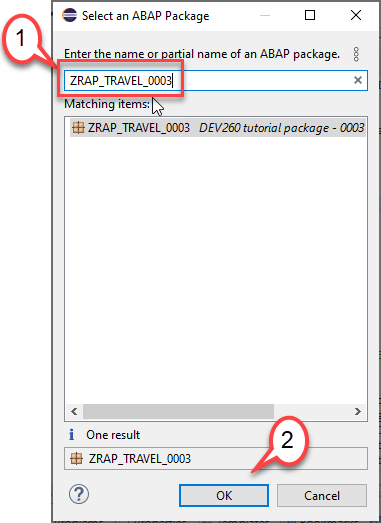 Select an ABAP Package
1
Enter the name or partial name of an ABAP package.
ZRAP_TRAVEL_0003
Matching items:
ZRAP_TRAVEL_0003 DEV260 tutorial package - 0003
One result
2
ZRAP_TRAVEL_0003
OK
Cancel